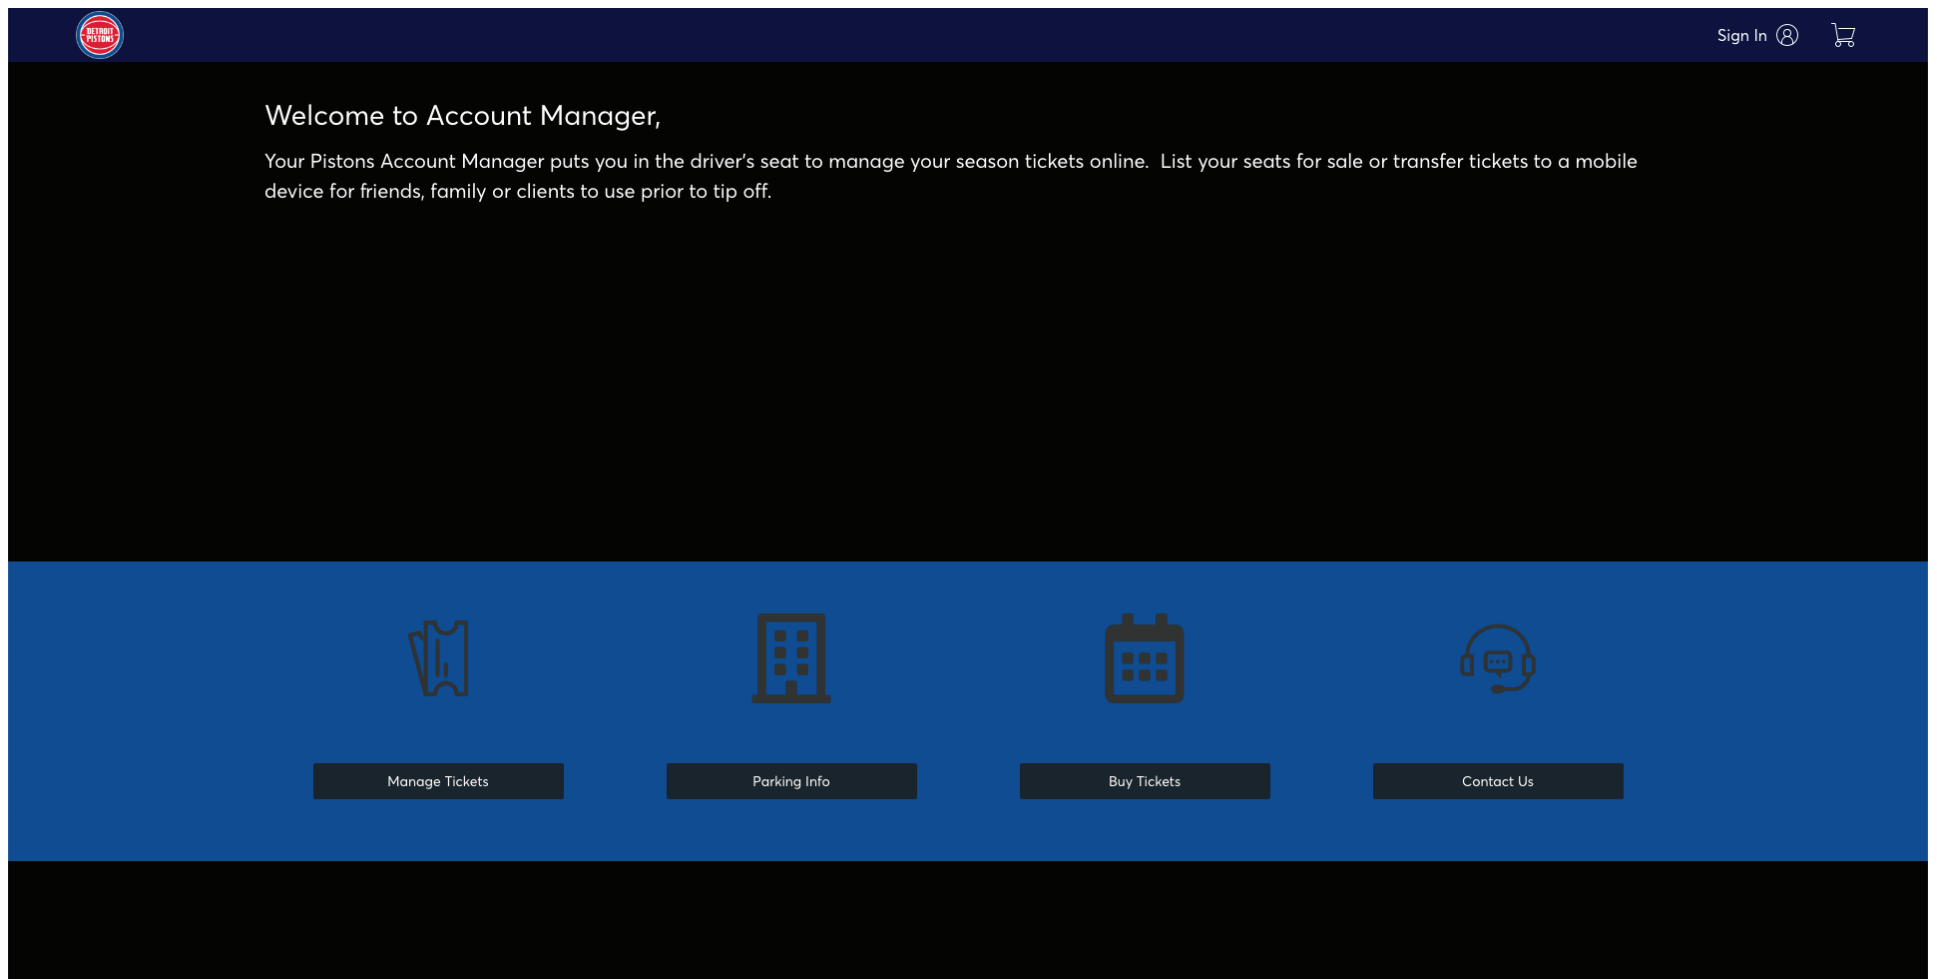 DETROIT
PISTONS
Sign In
Welcome to Account Manager,
Your Pistons Account Manager puts you in the driver's seat to manage your season tickets online.  List your seats for sale or transfer tickets to a mobile
device for friends, family or clients to use prior to tip off.
Manage Tickets
Parking Info
Buy Tickets
Contact Us